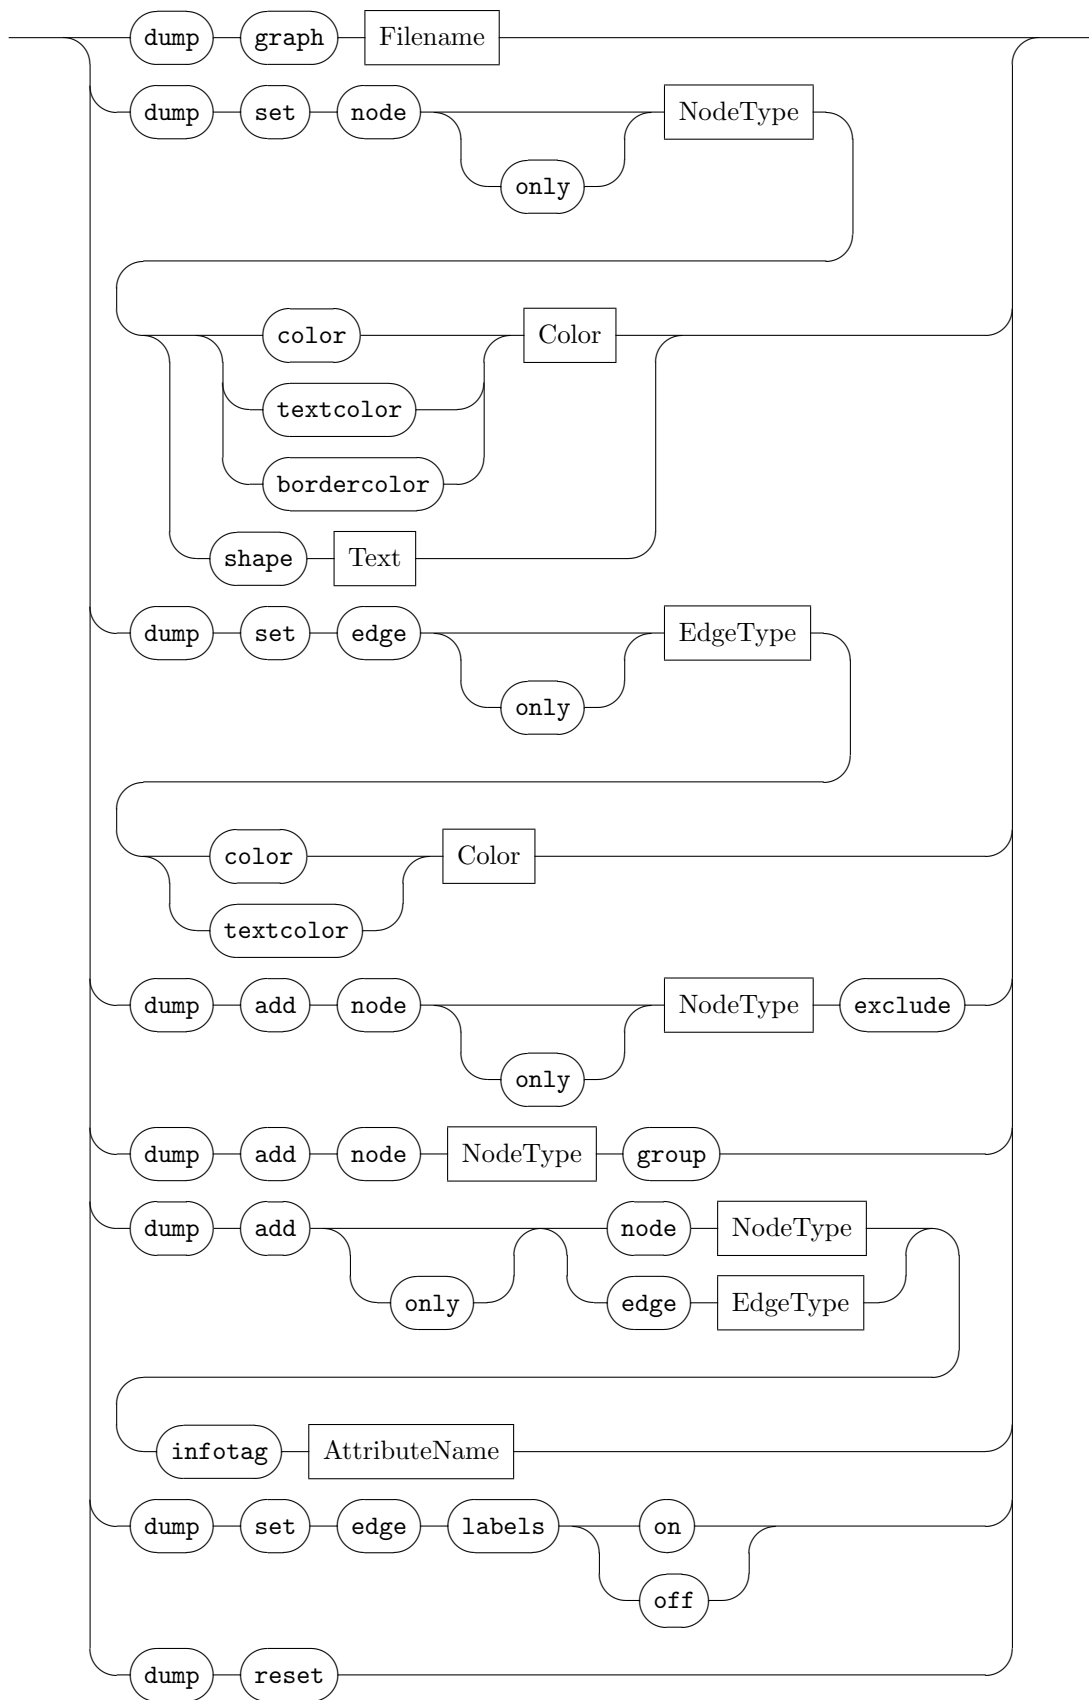 dump graph Filename
dump set node NodeType
only
color Color
textcolor
bordercolor
shape Text
dump set edge EdgeType
only
color Color
textcolor
dump add node NodeType exclude
only
dump add node NodeType group
dump add node NodeType
only edge EdgeType
infotag AttributeName
dump set edge labels on
off
dump reset